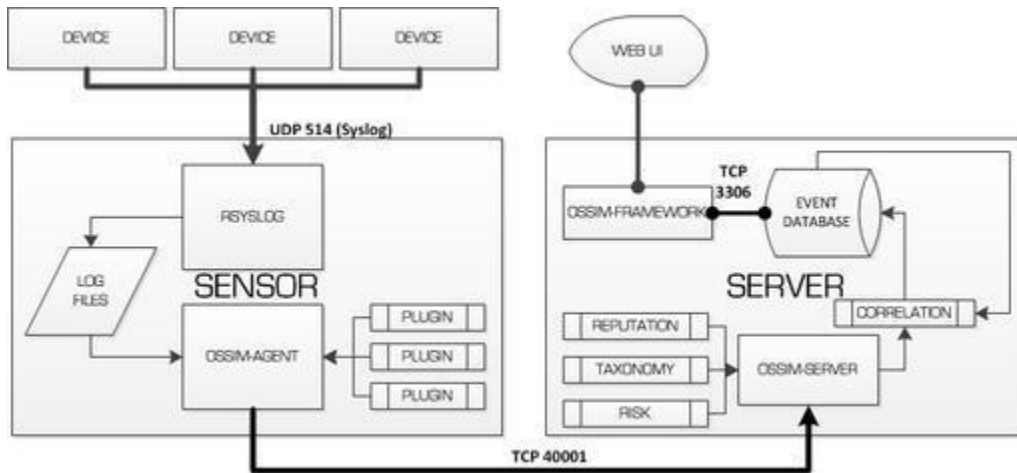 DEVICE
DEVICE
DEVICE
UDP 514 (Syslog)
RSYSLOG
LOG
FILES
SENSOR
OSSIM-AGENT
PLUGIN
PLUGIN
PLUGIN
TCP 40001
WEB UI
TCP
3306
OSSIM-FRAMEWORK
EVENT
DATABASE
SERVER
CORRELATION
REPUTATION
TAXONOMY
RISK
OSSIM-SERVER